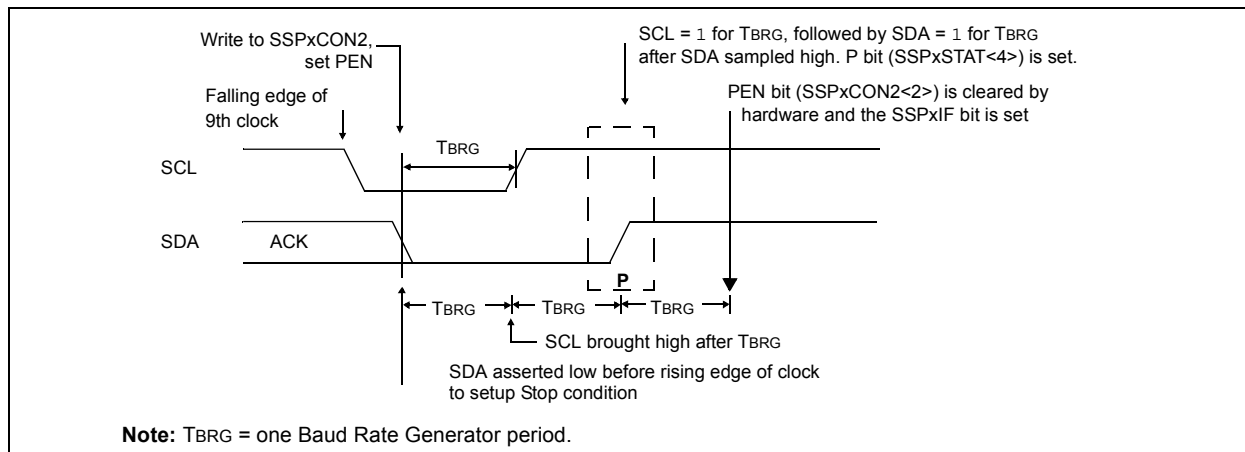 Write to SSPxCON2,
set PEN
SCL = 1 for TBRG, followed by SDA = 1 for TBRG
after SDA sampled high. P bit (SSPxSTAT<4>) is set.
Falling edge of
9th clock
PEN bit (SSPxCON2<2>) is cleared by
hardware and the SSPxIF bit is set
TBRG
SCL
SDA
ACK
P
TBRG
TBRG
TBRG
SCL brought high after TBRG
SDA asserted low before rising edge of clock
to setup Stop condition
Note: TBRG = one Baud Rate Generator period.